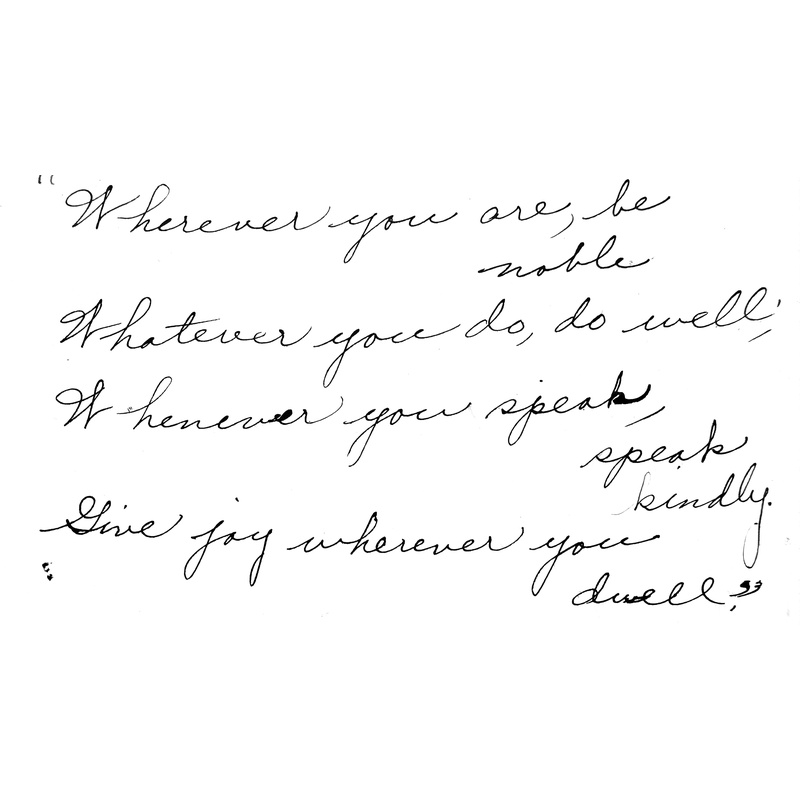 "Wherever you are, be
noble
Whatever you do, do well;
Whenever you speak,
speak
kindly.
Give joy wherever you
dwell."